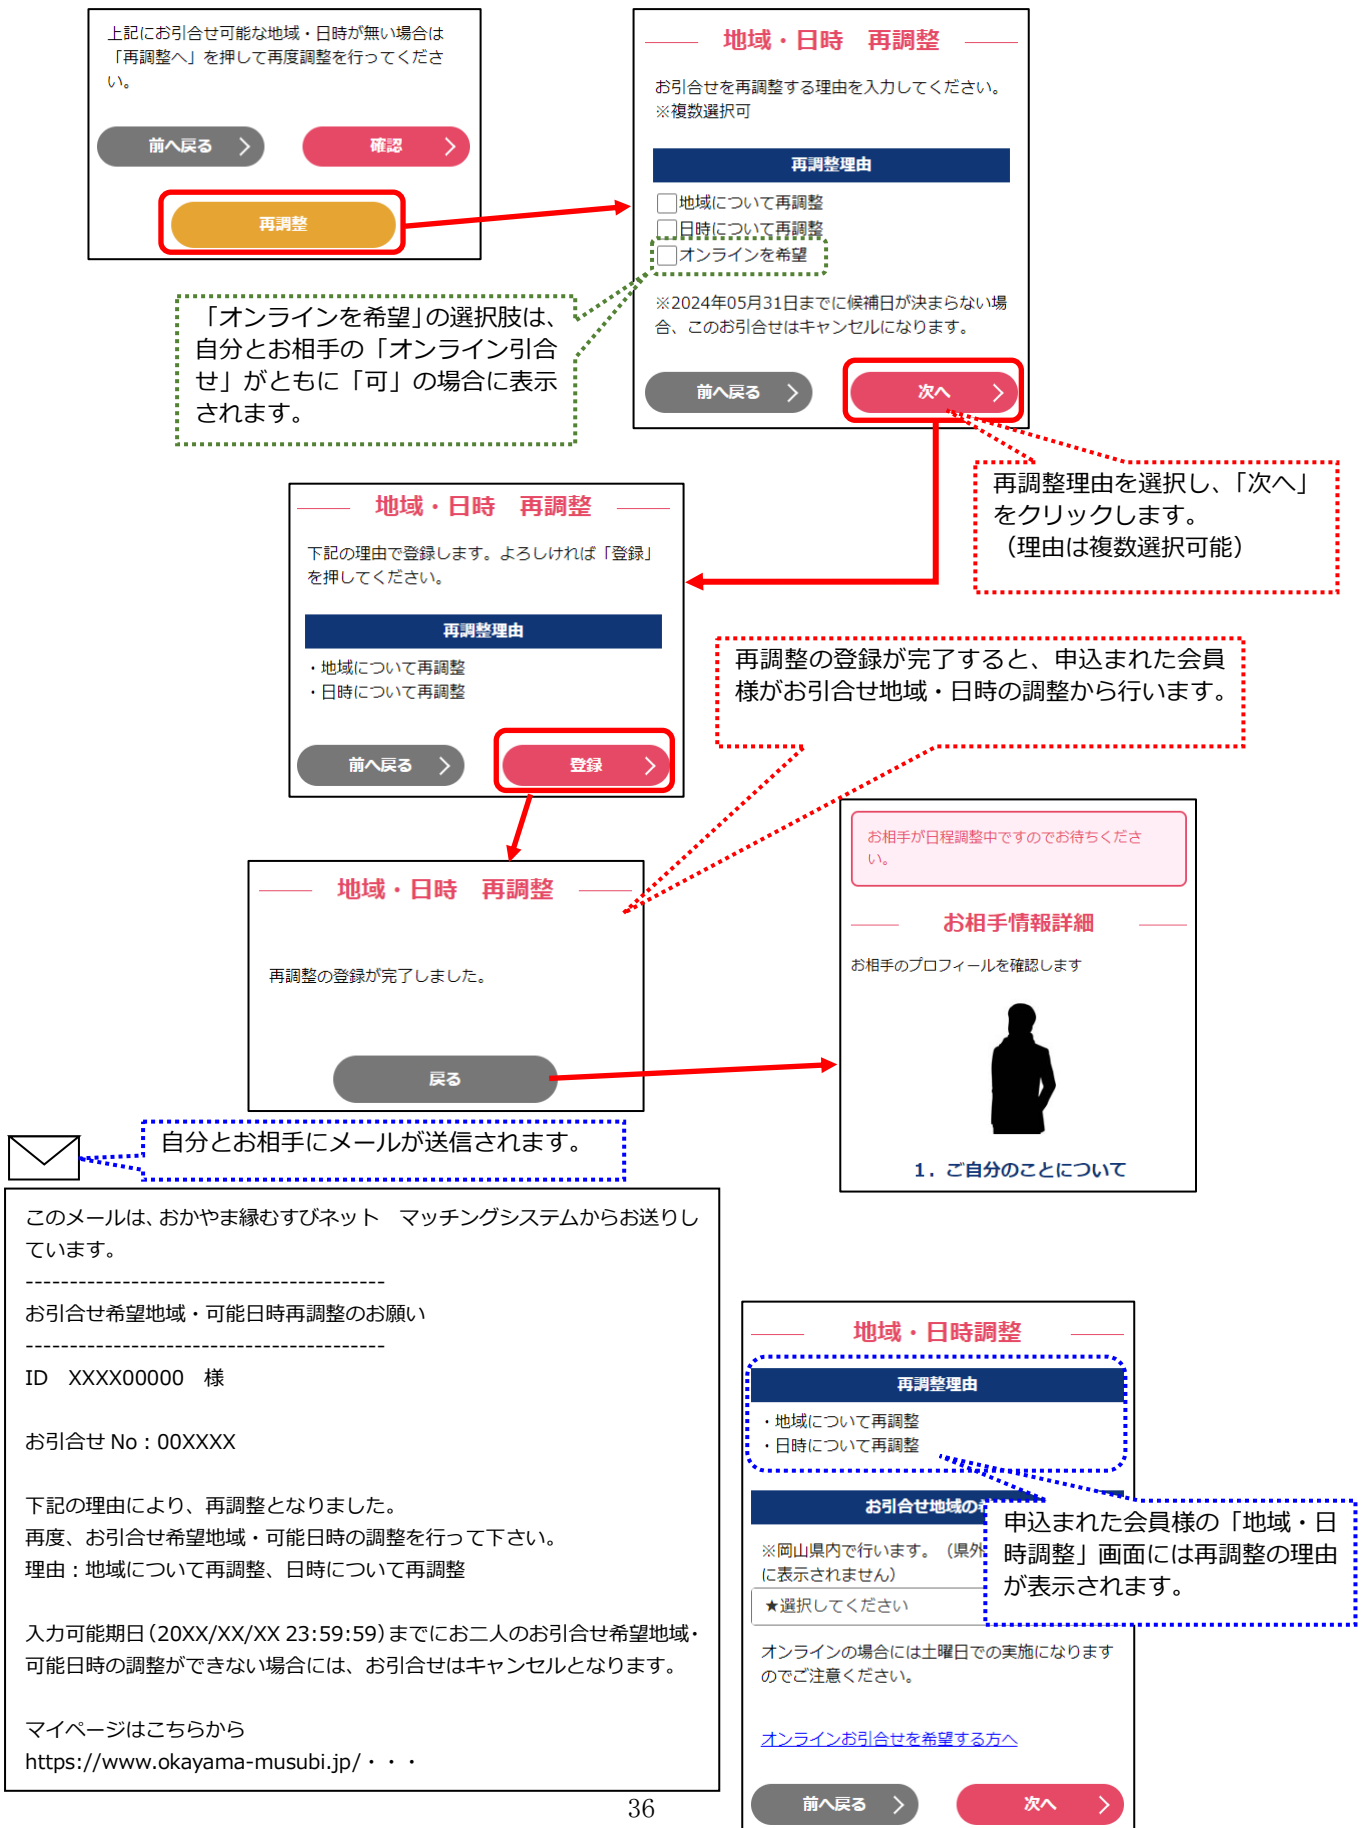 上記にお引合せ可能な地域・日時が無い場合は
「再調整へ」を押して再度調整を行ってくださ
い。
前へ戻る
確認
再調整
地域・日時　再調整
お引合せを再調整する理由を入力してください。
※複数選択可
再調整理由
地域について再調整
日時について再調整
オンラインを希望
※2024年05月31日までに候補日が決まらない場
合、このお引合せはキャンセルになります。
前へ戻る
次へ
「オンラインを希望」の選択肢は、
自分とお相手の「オンライン引合
せ」がともに「可」の場合に表示
されます。
再調整理由を選択し、「次へ」
をクリックします。
（理由は複数選択可能）
地域・日時　再調整
下記の理由で登録します。よろしければ「登録」
を押してください。
再調整理由
・地域について再調整
・日時について再調整
前へ戻る
登録
再調整の登録が完了すると、申込まれた会員
様がお引合せ地域・日時の調整から行います。
地域・日時　再調整
再調整の登録が完了しました。
戻る
お相手が日程調整中ですのでお待ちくださ
い。
お相手情報詳細
お相手のプロフィールを確認します
1．ご自分のことについて
自分とお相手にメールが送信されます。
このメールは、おかやま縁むすびネット　マッチングシステムからお送りし
ています。
-----------------------------------------
お引合せ希望地域・可能日時再調整のお願い
-----------------------------------------
ID　XXXX00000　様
お引合せ No：00XXXX
下記の理由により、再調整となりました。
再度、お引合せ希望地域・可能日時の調整を行って下さい。
理由：地域について再調整、日時について再調整
入力可能期日（20XX/XX/XX 23:59:59）までにお二人のお引合せ希望地域・
可能日時の調整ができない場合には、お引合せはキャンセルとなります。
マイページはこちらから
https://www.okayama-musubi.jp/・・・
地域・日時調整
再調整理由
・地域について再調整
・日時について再調整
お引合せ地域の
※岡山県内で行います。（県外
に表示されません）
★選択してください
オンラインの場合には土曜日での実施になります
のでご注意ください。
オンラインお引合せを希望する方へ
前へ戻る
次へ
申込まれた会員様の「地域・日
時調整」画面には再調整の理由
が表示されます。
36